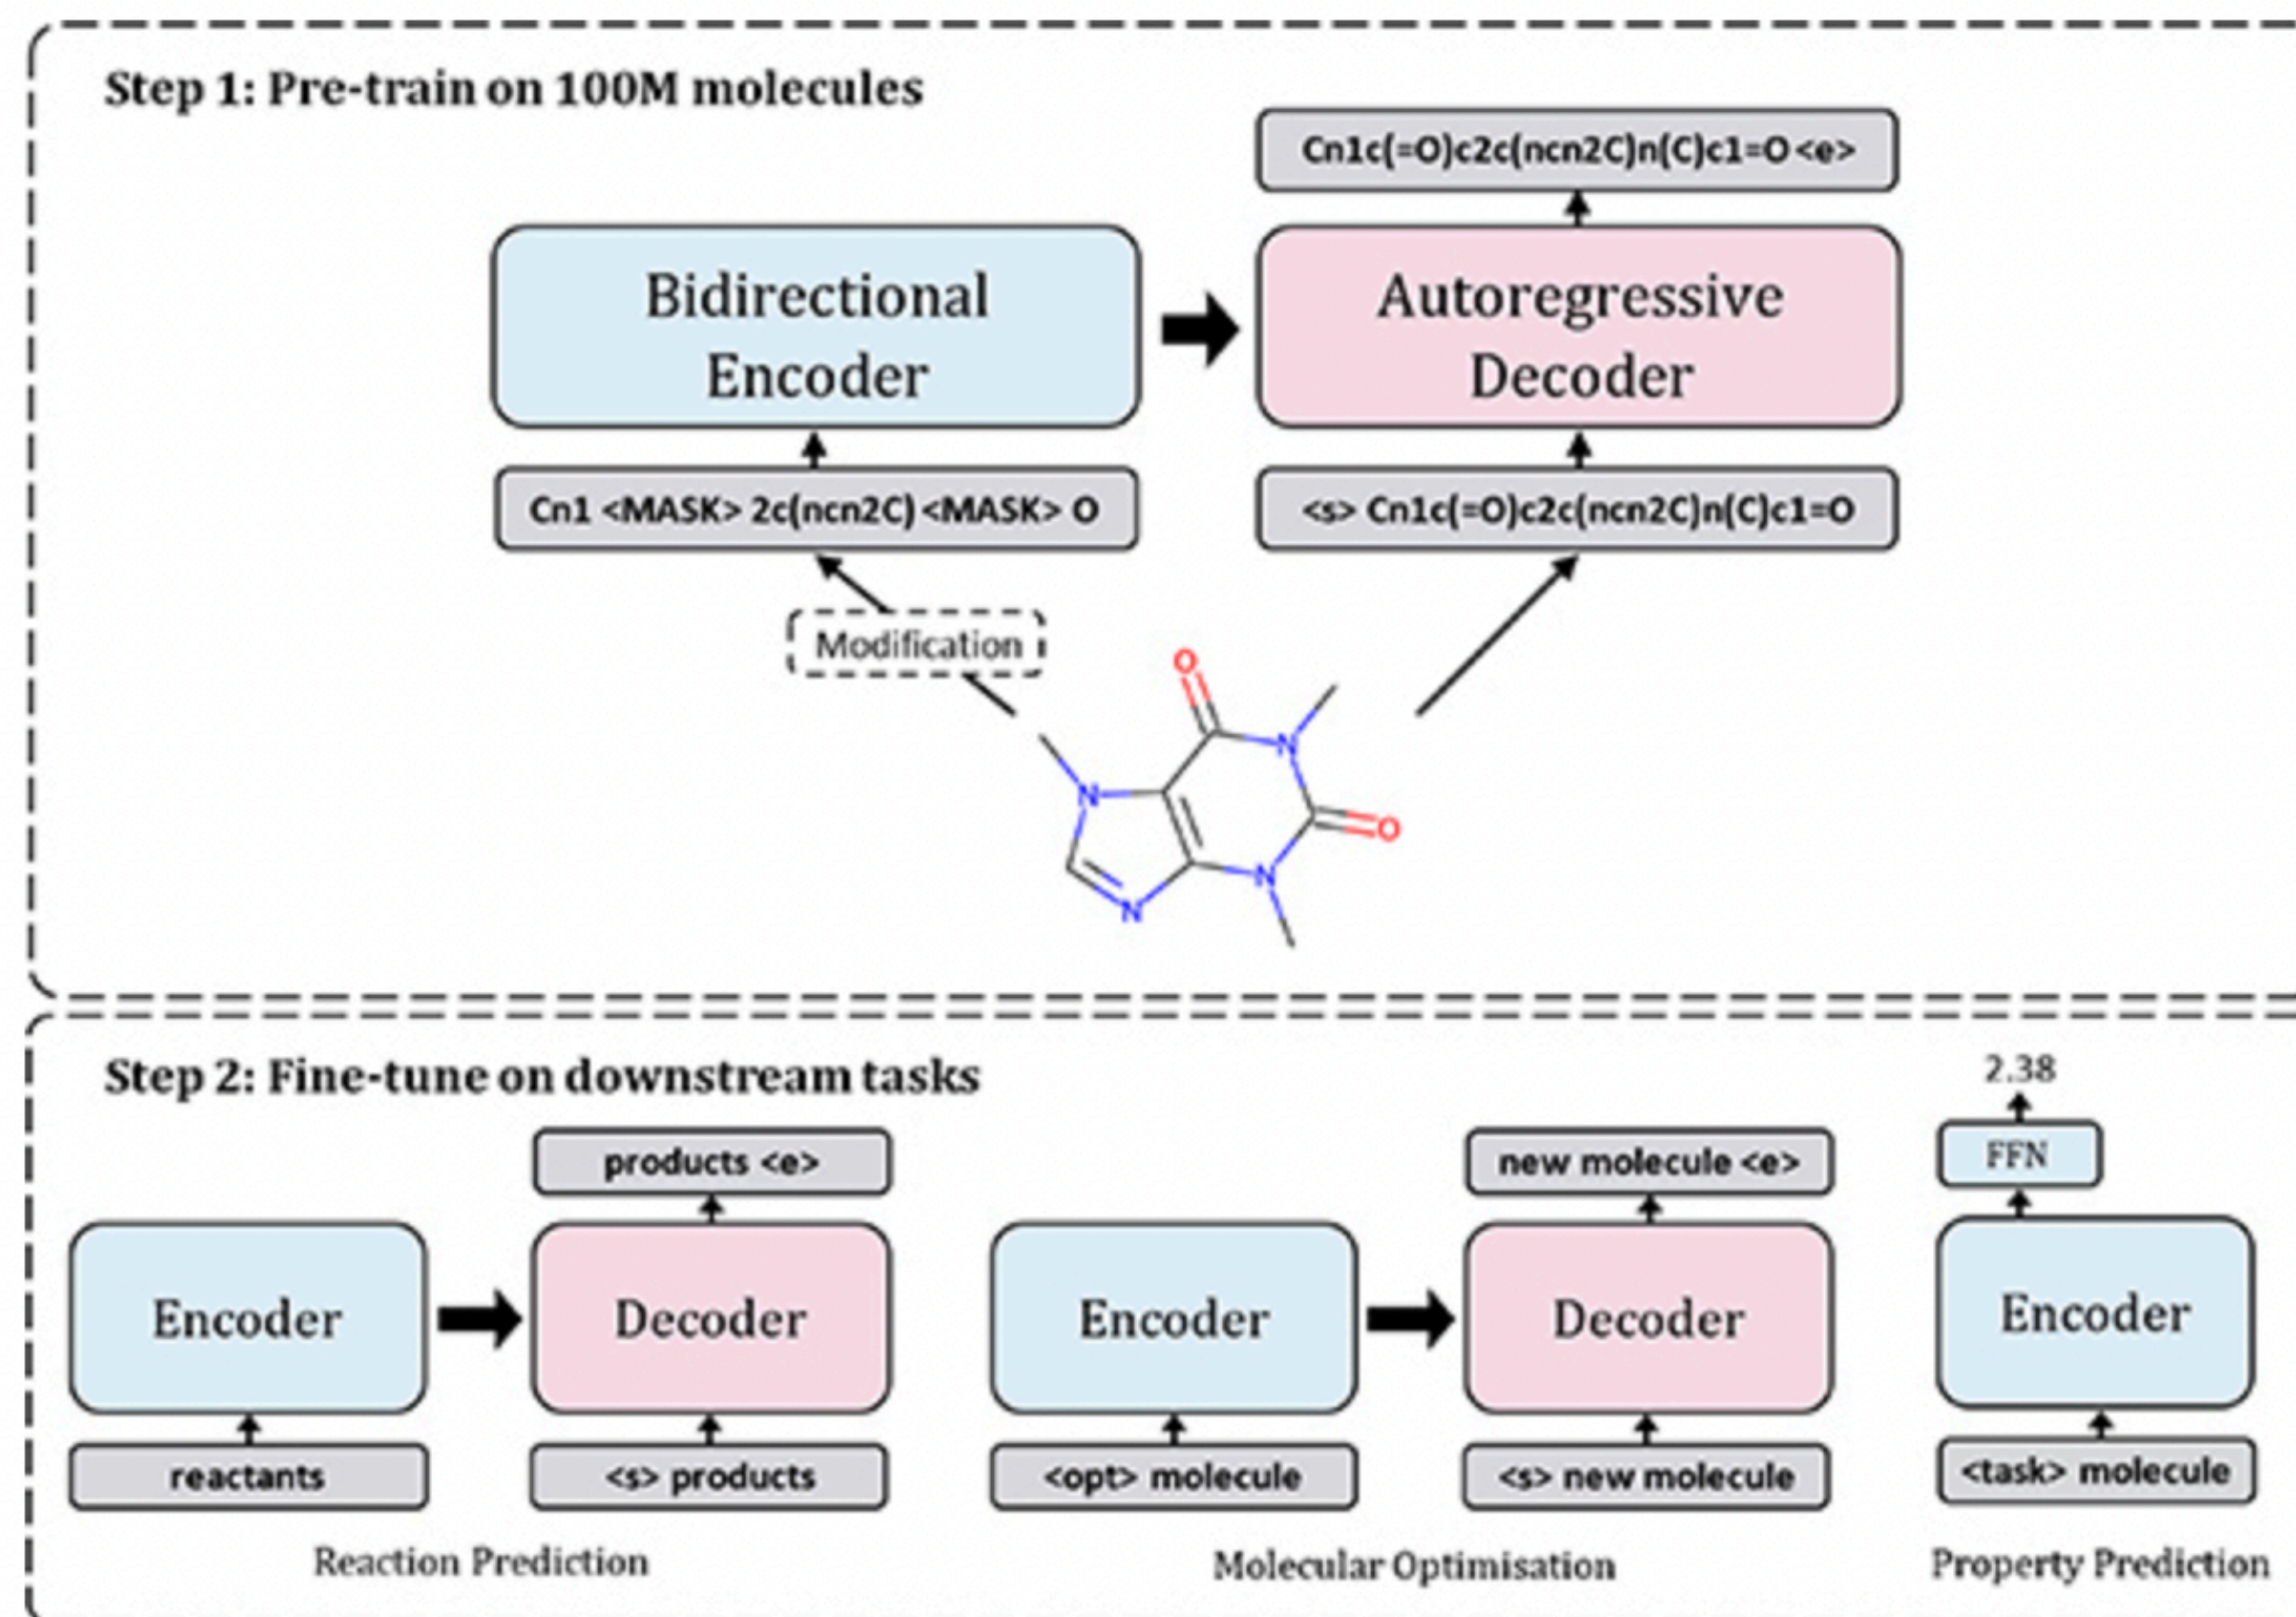 Step 1: Pre-train on 100M molecules
Cn1c(=O)c2c(ncn2C)n(C)c1=O <e>
Bidirectional
Encoder
Autoregressive
Decoder
Cn1 <MASK> 2c(ncn2C) <MASK> O
<s> Cn1c(=O)c2c(ncn2C)n(C)c1=O
Modification
O
N
N
O
N
N
Step 2: Fine-tune on downstream tasks
products <e>
Encoder
Decoder
reactants
<s> products
Reaction Prediction
new molecule <e>
Encoder
Decoder
<opt> molecule
<s> new molecule
Molecular Optimisation
2.38
FFN
Encoder
<task> molecule
Property Prediction